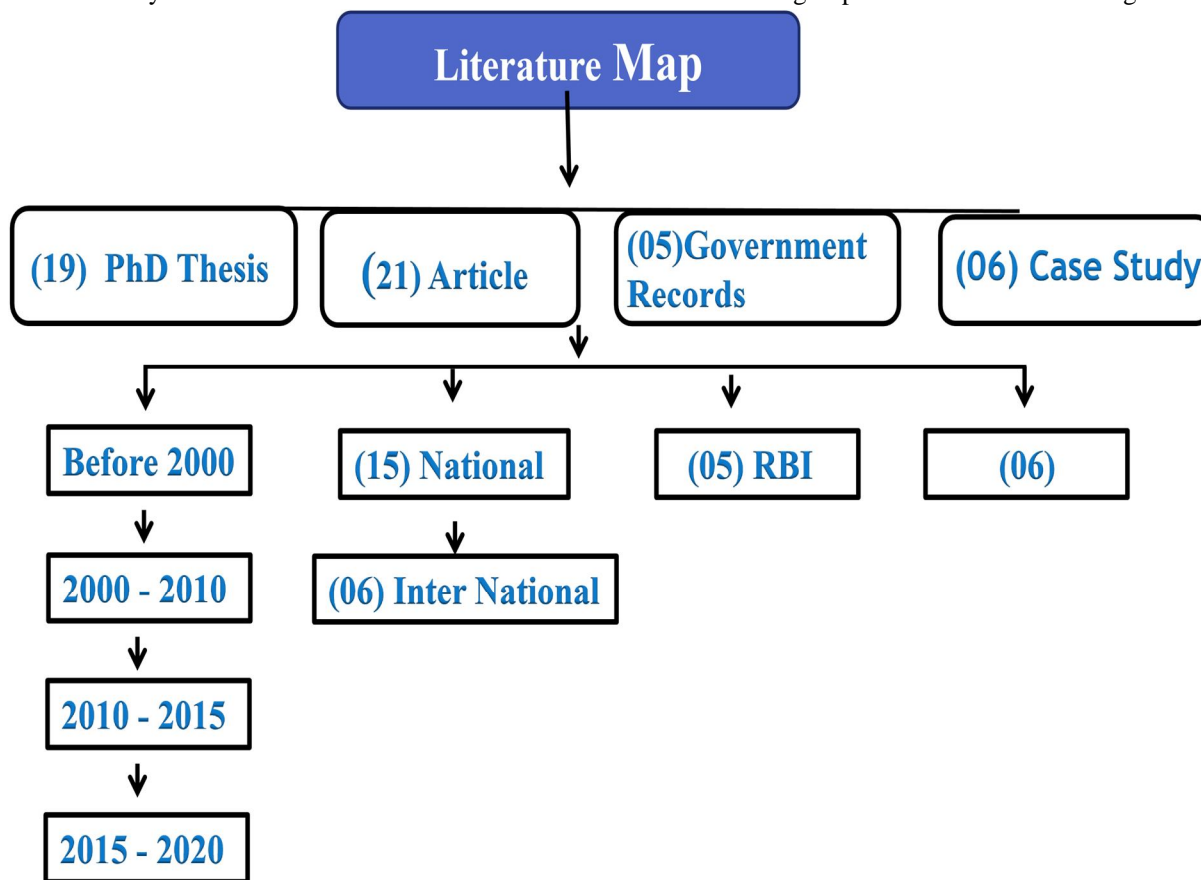 Literature Map
(19) PhD Thesis
(21) Article
(05)Government
Records
(06) Case Study
Before 2000
(15) National
(05) RBI
(06)
2000 - 2010
(06) Inter National
2010 - 2015
2015 - 2020